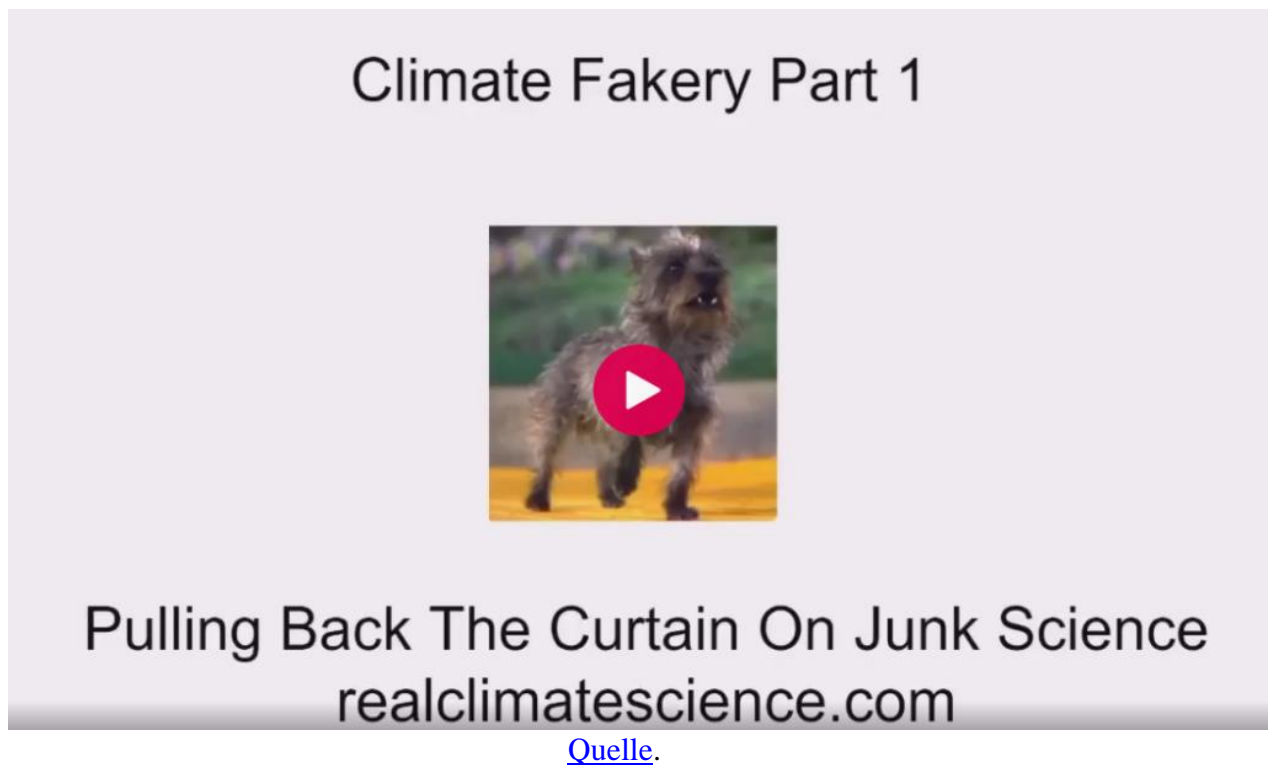 Climate Fakery Part 1
Pulling Back The Curtain On Junk Science
realclimatescience.com
Quelle.